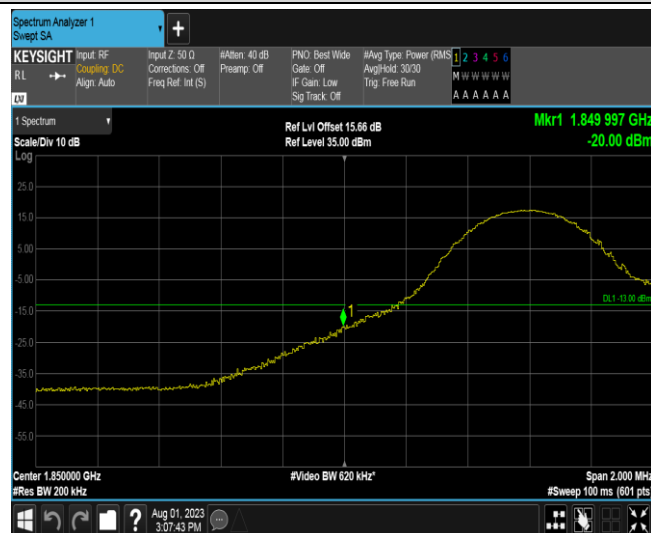 Spectrum Analyzer 1
Swept SA
+
KEYSIGHT
RL
LXI
Input: RF
Coupling: DC
Align: Auto
Input Z: 50 Ω
Corrections: Off
Freq Ref: Int (S)
#Atten: 40 dB
Preamp: Off
PNO: Best Wide
Gate: Off
IF Gain: Low
Sig Track: Off
#Avg Type: Power (RMS
Avg|Hold: 30/30
Trig: Free Run
1 2 3 4 5 6
M W W W W W
A A A A A A
1 Spectrum
Scale/Div 10 dB
Log
Ref Lvl Offset 15.66 dB
Ref Level 35.00 dBm
Mkr1 1.849 997 GHz
-20.00 dBm
25.0
15.0
5.00
-5.00
DL1 -13.00 dBm
1
-15.0
-25.0
-35.0
-45.0
-55.0
Center 1.850000 GHz
#Res BW 200 kHz
#Video BW 620 kHz*
Span 2.000 MHz
#Sweep 100 ms (601 pts)
?
Aug 01, 2023
3:07:43 PM